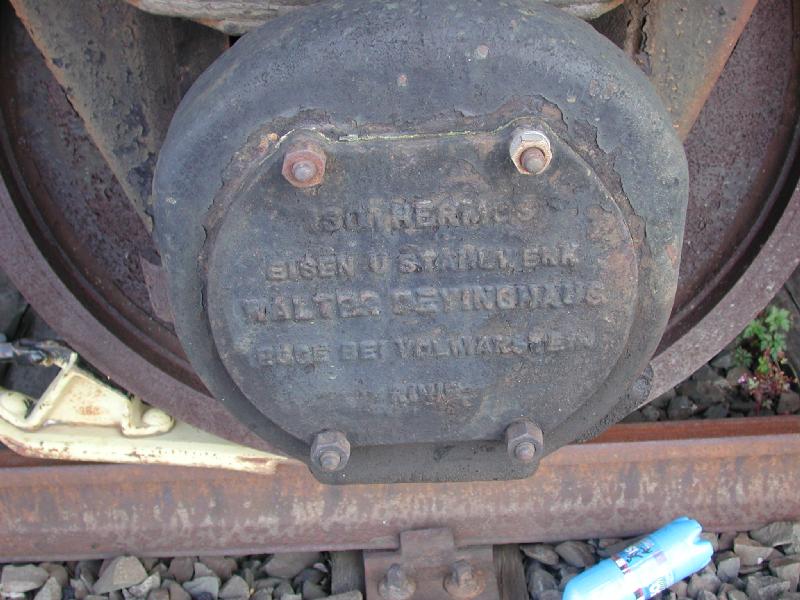 ISOTHERMOS
EISEN U STAHLWERK
WALTER PEYINGHAUS
EGGE BEI VOLMARSTEIN